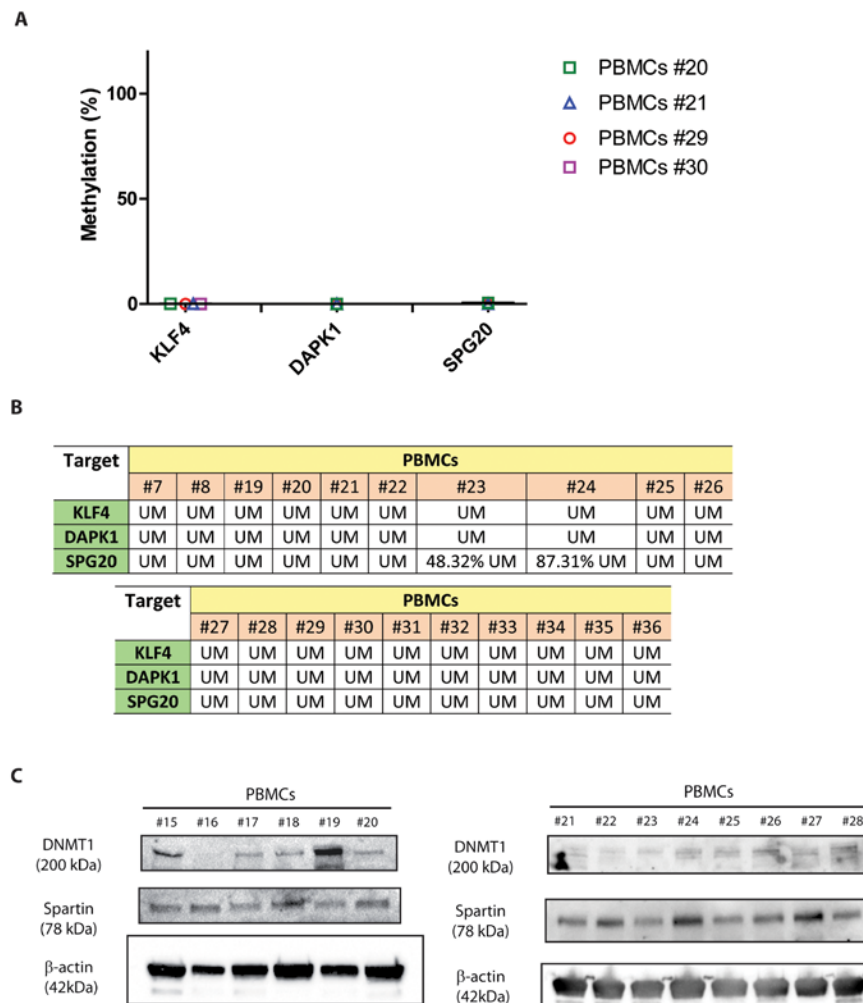 A
Methylation (%)
100
50
0
KLF4 DAPK1 SPG20
PBMCs #20
PBMCs #21
PBMCs #29
PBMCs #30
B
Target PBMCs
#7 #8 #19 #20 #21 #22 #23 #24 #25 #26
KLF4 UM UM UM UM UM UM UM UM UM UM
DAPK1 UM UM UM UM UM UM UM UM UM UM
SPG20 UM UM UM UM UM UM 48.32% UM 87.31% UM UM UM
Target PBMCs
#27 #28 #29 #30 #31 #32 #33 #34 #35 #36
KLF4 UM UM UM UM UM UM UM UM UM UM
DAPK1 UM UM UM UM UM UM UM UM UM UM
SPG20 UM UM UM UM UM UM UM UM UM UM
C
PBMCs
#15 #16 #17 #18 #19 #20
DNMT1
(200 kDa)
Spartin
(78 kDa)
β-actin
(42kDa)
PBMCs
#21 #22 #23 #24 #25 #26 #27 #28
DNMT1
(200 kDa)
Spartin
(78 kDa)
β-actin
(42kDa)